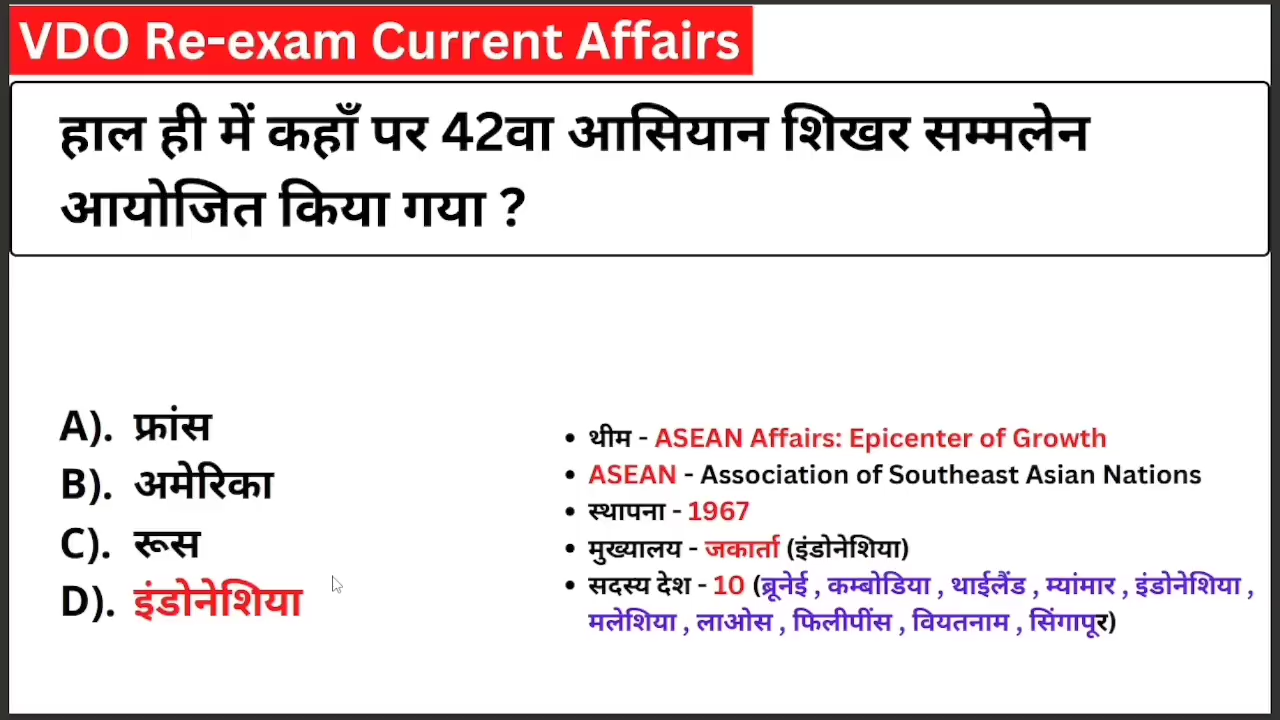 VDO Re-exam Current Affairs
हाल ही में कहाँ पर 42वा आसियान शिखर सम्मलेन
आयोजित किया गया ?
A). फ्रांस
B). अमेरिका
C). रूस
D). इंडोनेशिया
• थीम - ASEAN Affairs: Epicenter of Growth
• ASEAN - Association of Southeast Asian Nations
• स्थापना - 1967
• मुख्यालय - जकार्ता (इंडोनेशिया)
• सदस्य देश - 10 (ब्रूनेई , कम्बोडिया , थाईलैंड , म्यांमार , इंडोनेशिया ,
मलेशिया , लाओस , फिलीपींस , वियतनाम , सिंगापूर)